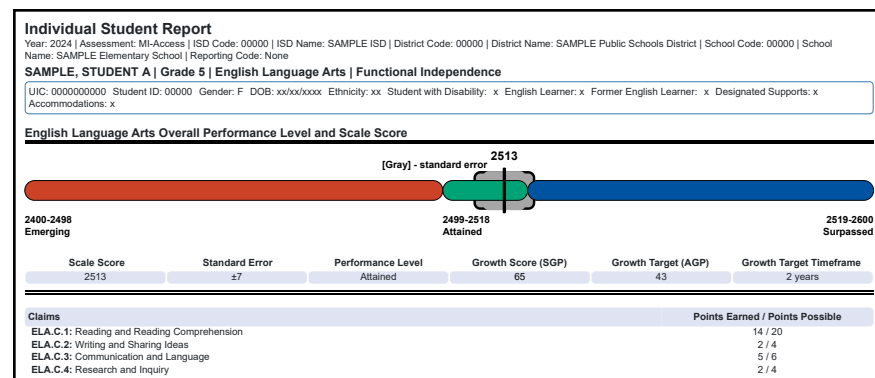 Individual Student Report
Year: 2024 | Assessment: MI-Access | ISD Code: 00000 | ISD Name: SAMPLE ISD | District Code: 00000 | District Name: SAMPLE Public Schools District | School Code: 00000 | School
Name: SAMPLE Elementary School | Reporting Code: None
SAMPLE, STUDENT A | Grade 5 | English Language Arts | Functional Independence
UIC: 0000000000 Student ID: 00000 Gender: F DOB: xx/xx/xxxx Ethnicity: xx Student with Disability: x English Learner: x Former English Learner: x Designated Supports: x
Accommodations: x
English Language Arts Overall Performance Level and Scale Score
2513
[Gray] - standard error
2400-2498 2499-2518 2519-2600
Emerging Attained Surpassed
Scale Score Standard Error Performance Level Growth Score (SGP) Growth Target (AGP) Growth Target Timeframe
2513 ±7 Attained 65 43 2 years
Claims Points Earned / Points Possible
ELA.C.1: Reading and Reading Comprehension 14 / 20
ELA.C.2: Writing and Sharing Ideas 2 / 4
ELA.C.3: Communication and Language 5 / 6
ELA.C.4: Research and Inquiry 2 / 4